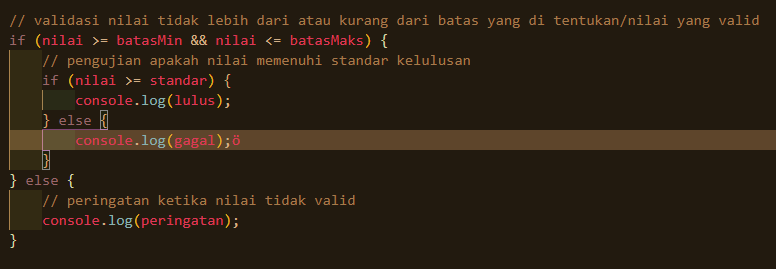 // validasi nilai tidak lebih dari atau kurang dari batas yang di tentukan/nilai yang valid
if (nilai >= batasMin && nilai <= batasMaks) {
// pengujian apakah nilai memenuhi standar kelulusan
if (nilai >= standar) {
console.log(lulus);
} else {
console.log(gagal);ö
}
} else {
// peringatan ketika nilai tidak valid
console.log(peringatan);
}